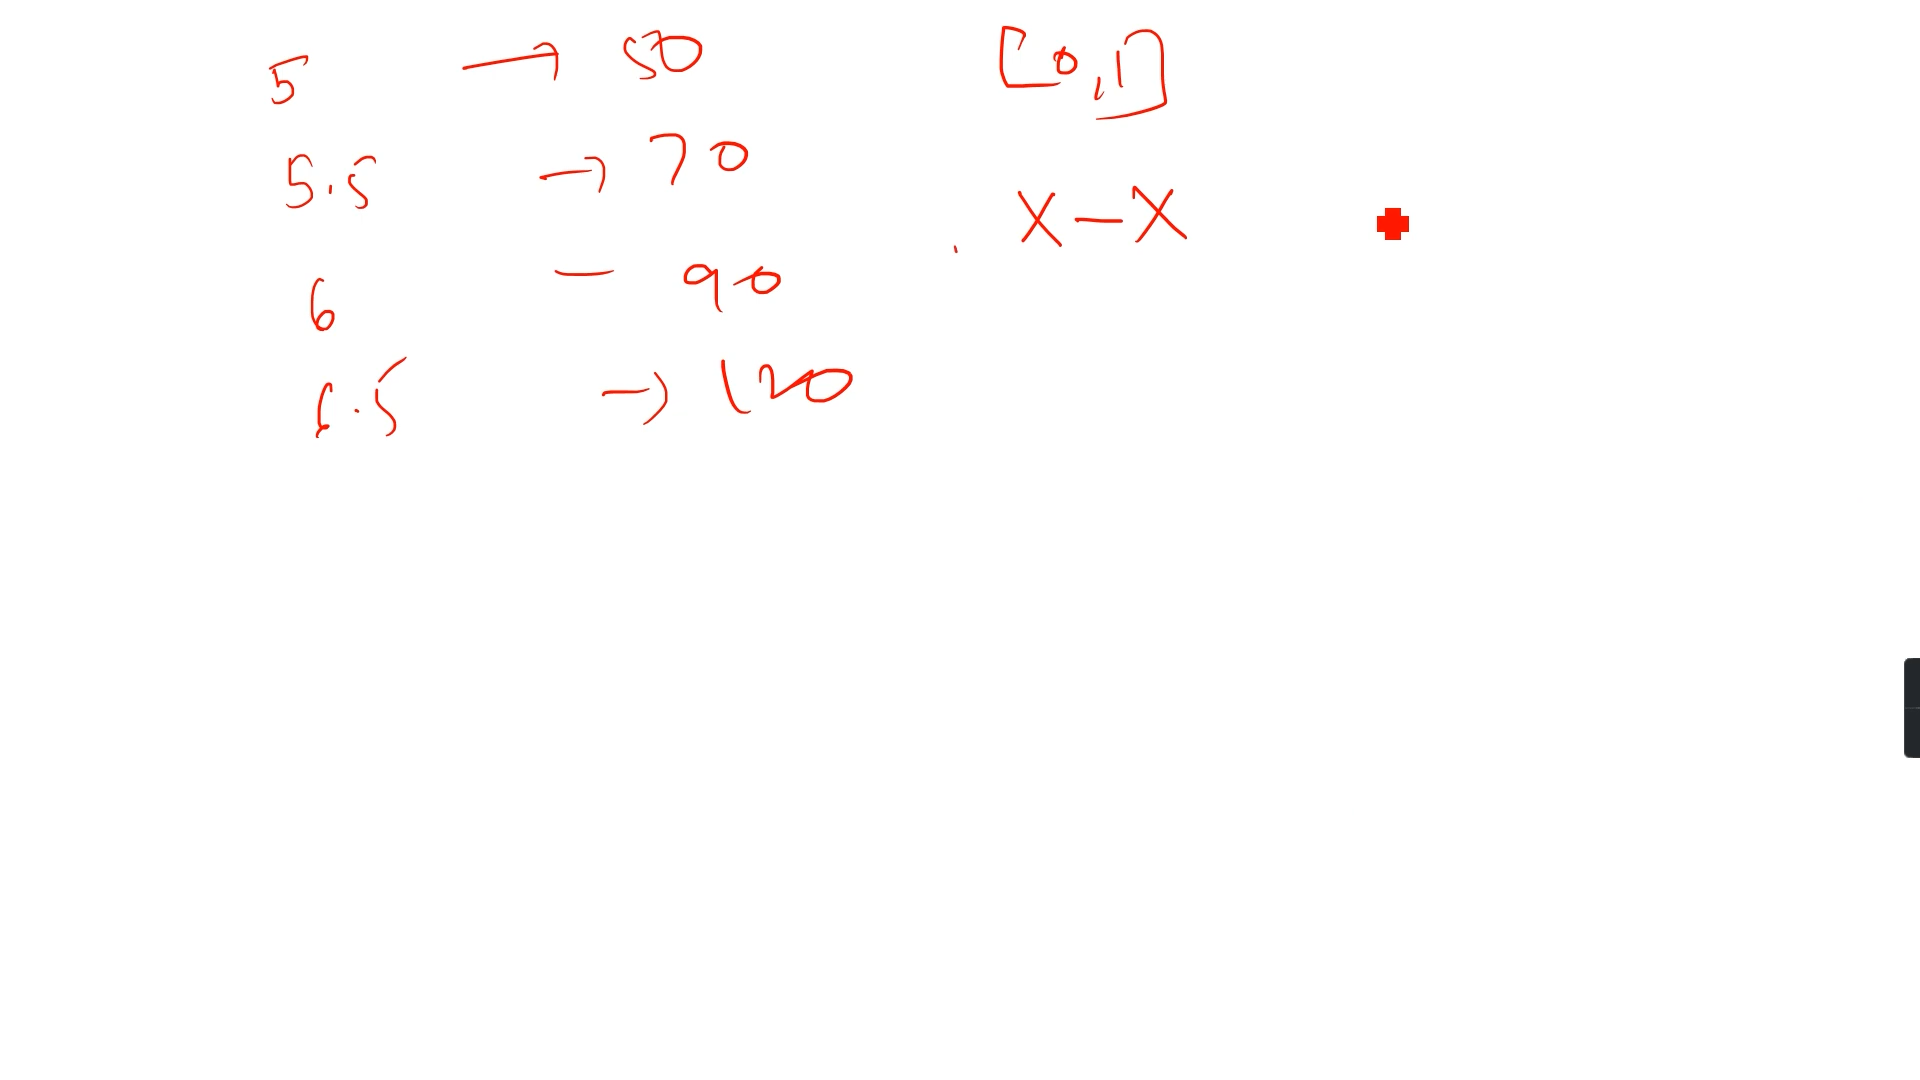 5 → 50
5.5 → 70
6 — 90
6.5 → 120
[0,1]
X - X